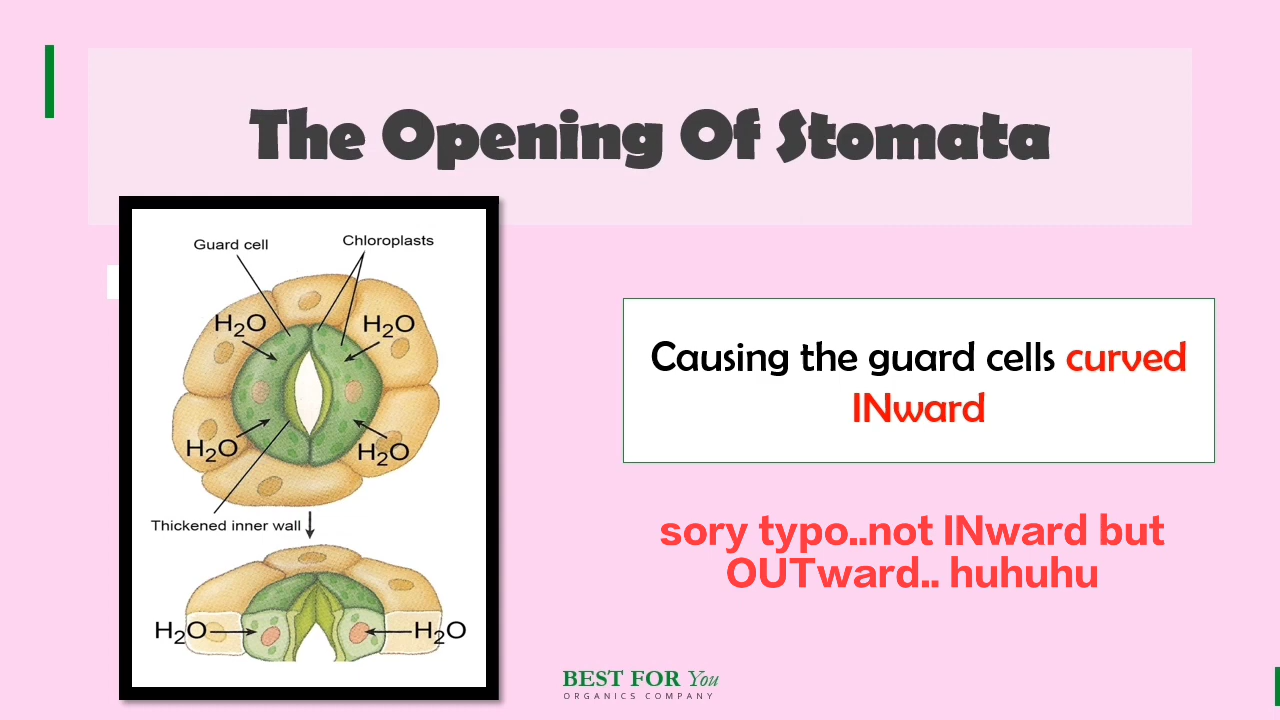 The Opening Of Stomata
Guard cell
Chloroplasts
H₂O
H₂O
H₂O
H₂O
Thickened inner wall
H₂O
H₂O
Causing the guard cells curved
INward
sory typo..not INward but
OUTward.. huhuhu
BEST FOR You
ORGANICS COMPANY